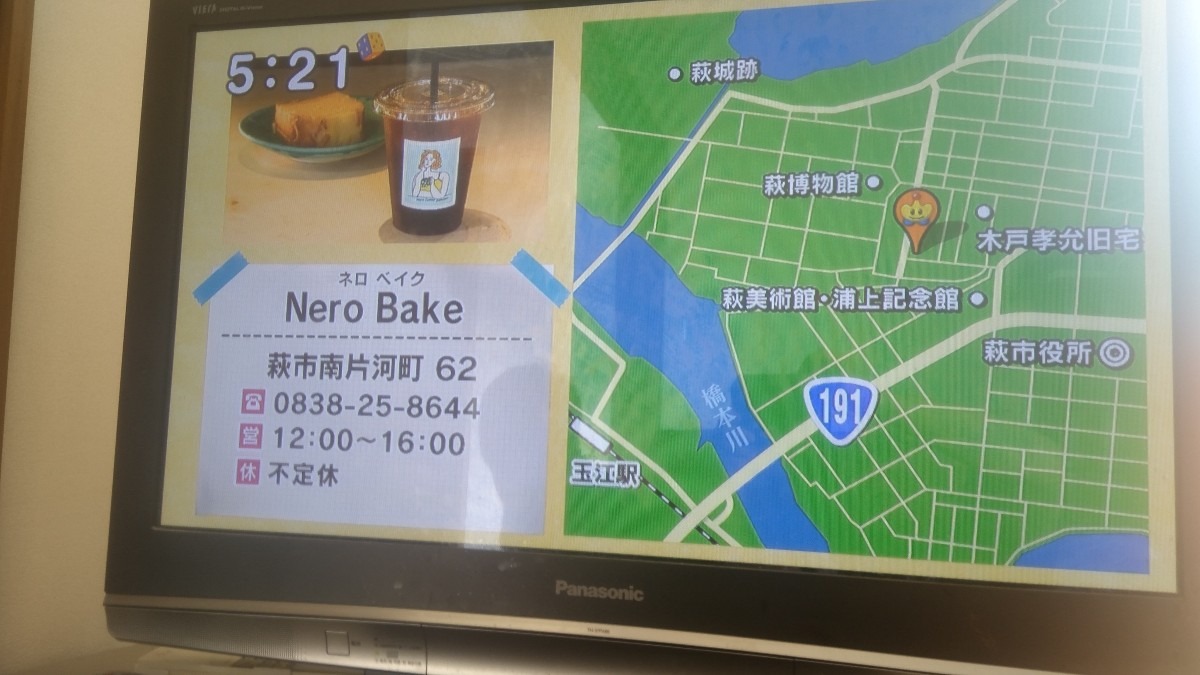 VIErA
5:21
ネロ ベイク
Nero Bake
萩市南片河町 62
☎ 0838-25-8644
営 12:00～16:00
休 不定休
萩城跡
萩博物館
木戸孝允旧宅
萩美術館・浦上記念館
萩市役所
191
橋本川
玉江駅
Panasonic